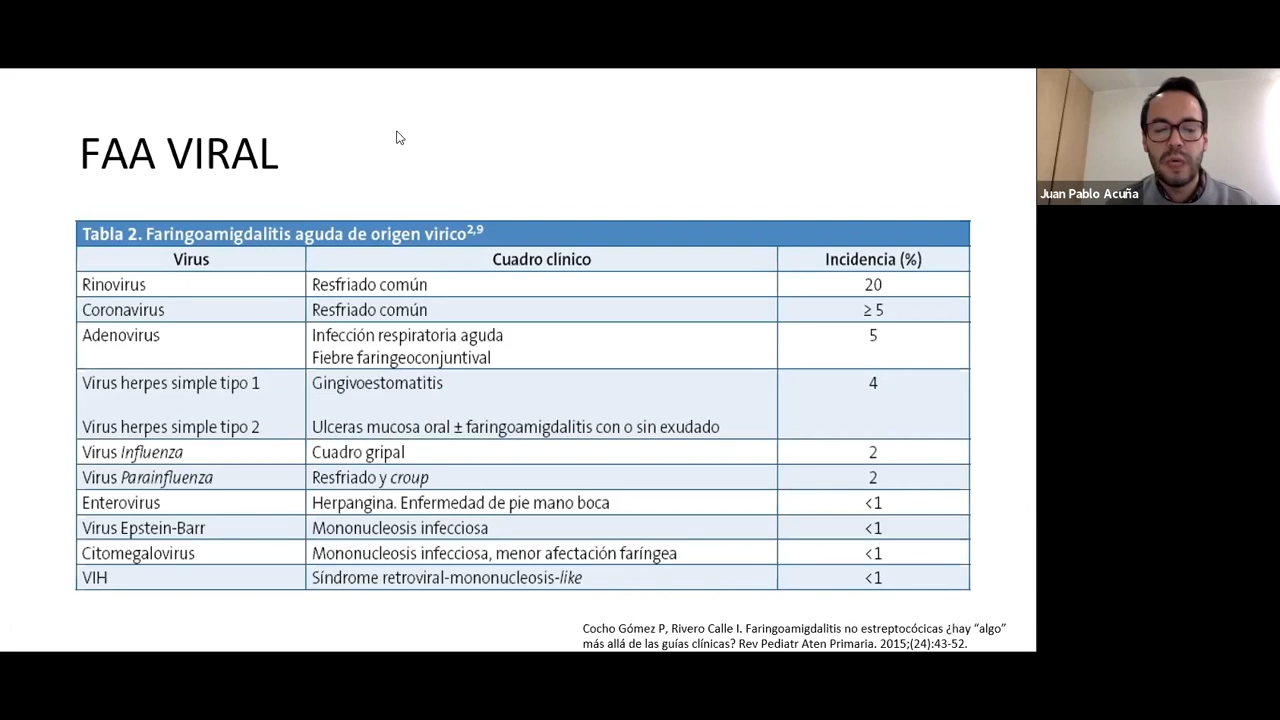 FAA VIRAL
Juan Pablo Acuña
Tabla 2. Faringoamigdalitis aguda de origen virico2,9
Virus Cuadro clínico Incidencia (%)
Rinovirus Resfriado común 20
Coronavirus Resfriado común ≥ 5
Adenovirus Infección respiratoria aguda 5
Fiebre faringeoconjuntival
Virus herpes simple tipo 1 Gingivoestomatitis 4
Virus herpes simple tipo 2 Ulceras mucosa oral ± faringoamigdalitis con o sin exudado
Virus Influenza Cuadro gripal 2
Virus Parainfluenza Resfriado y croup 2
Enterovirus Herpangina. Enfermedad de pie mano boca <1
Virus Epstein-Barr Mononucleosis infecciosa <1
Citomegalovirus Mononucleosis infecciosa, menor afectación faríngea <1
VIH Síndrome retroviral-mononucleosis-like <1
Cocho Gómez P, Rivero Calle I. Faringoamigdalitis no estreptocócicas ¿hay “algo”
más allá de las guías clínicas? Rev Pediatr Aten Primaria. 2015;(24):43-52.